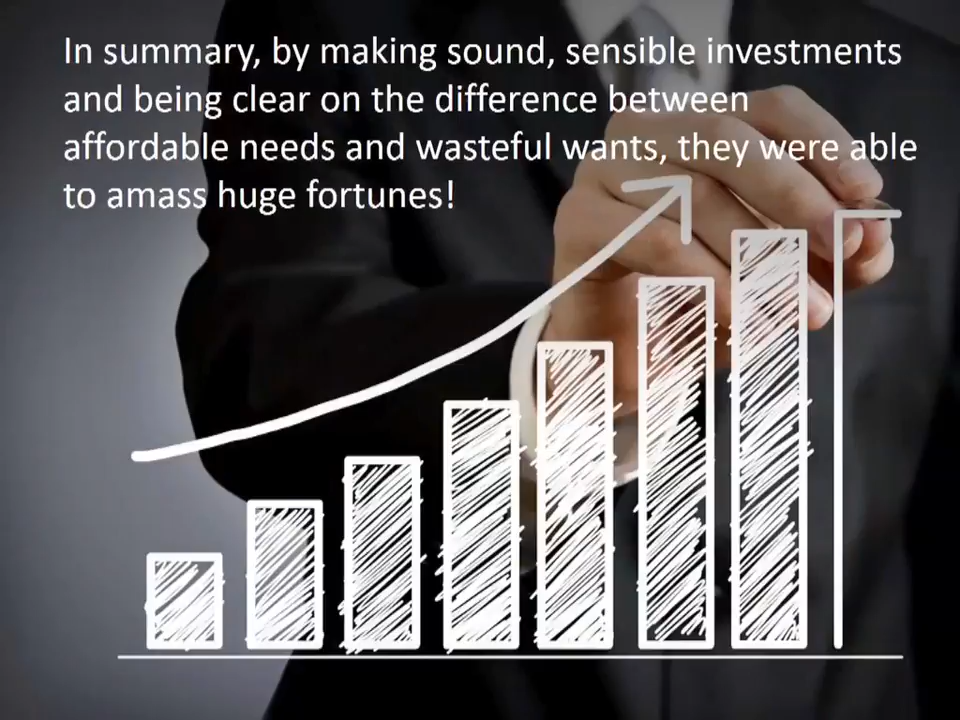 In summary, by making sound, sensible investments
and being clear on the difference between
affordable needs and wasteful wants, they were able
to amass huge fortunes!